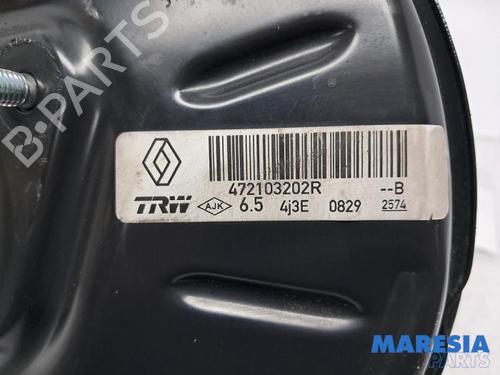 472103202R --B
TRW AJK 6.5 4j3E 0829 2574
B-PARTS
MARESIA
PARTS